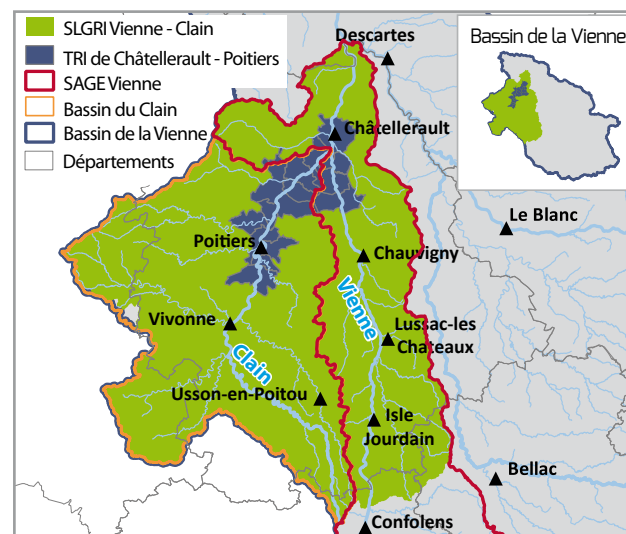 SLGRI Vienne - Clain
TRI de Châtellerault - Poitiers
SAGE Vienne
Bassin du Clain
Bassin de la Vienne
Départements
Descartes
Bassin de la Vienne
Châtellerault
Le Blanc
Poitiers
Chauvigny
Vienne
Vivonne
Lussac-les
Chateaux
Clain
Usson-en-Poitou
Isle
Jourdain
Bellac
Confolens